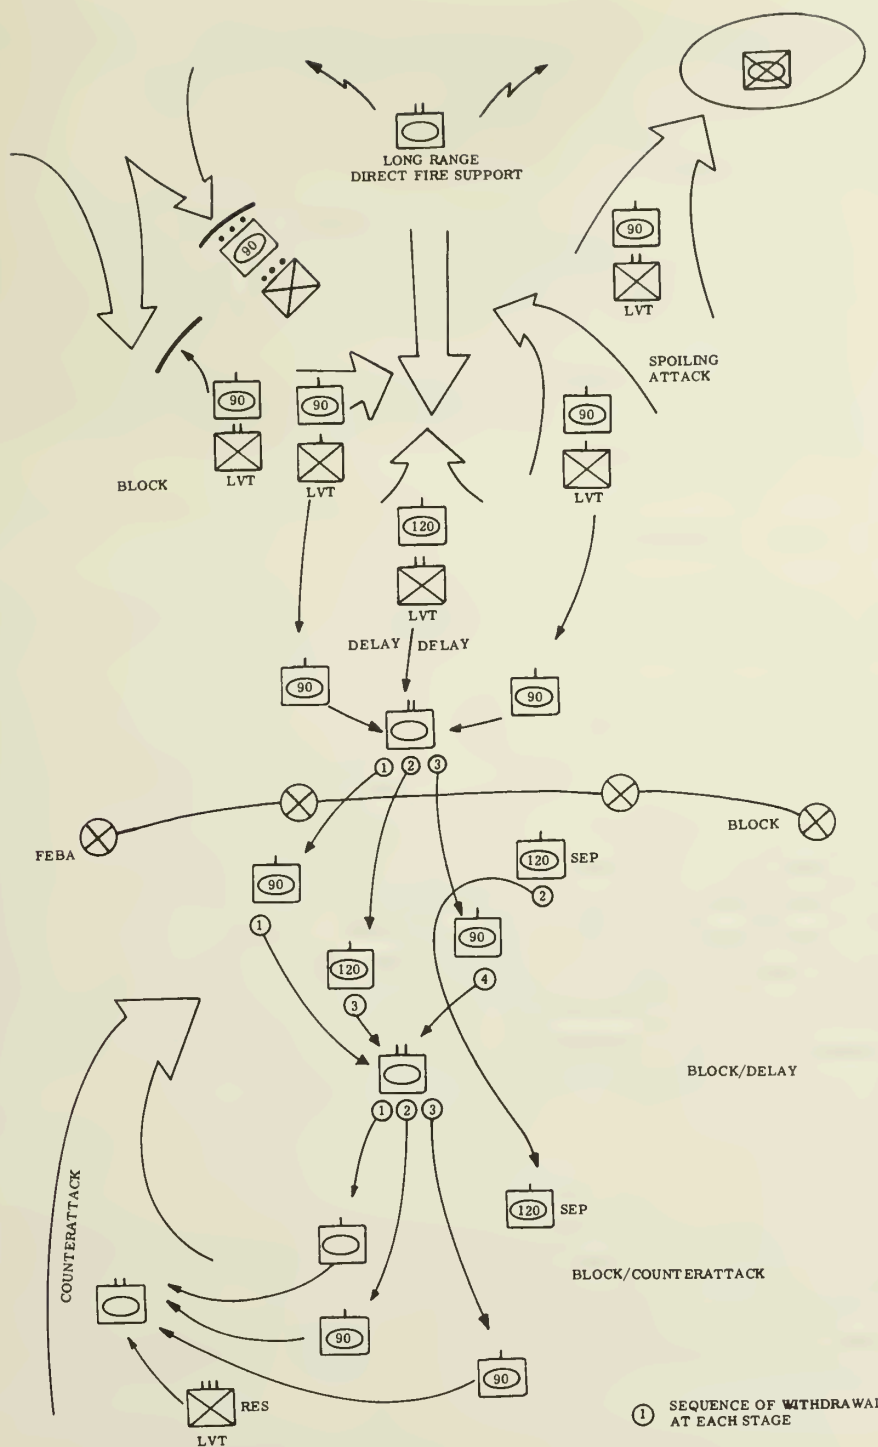 LONG RANGE
DIRECT FIRE SUPPORT
90
90
LVT
SPOILING
ATTACK
90
90
90
BLOCK
LVT
LVT
LVT
120
LVT
DELAY DELAY
90
90
1 2 3
BLOCK
FEBA
120 SEP
90
2
1
90
120
4
3
BLOCK/DELAY
1 2 3
COUNTERATTACK
120 SEP
BLOCK/COUNTERATTACK
90
90
RES
LVT
1 SEQUENCE OF WITHDRAWAL
AT EACH STAGE